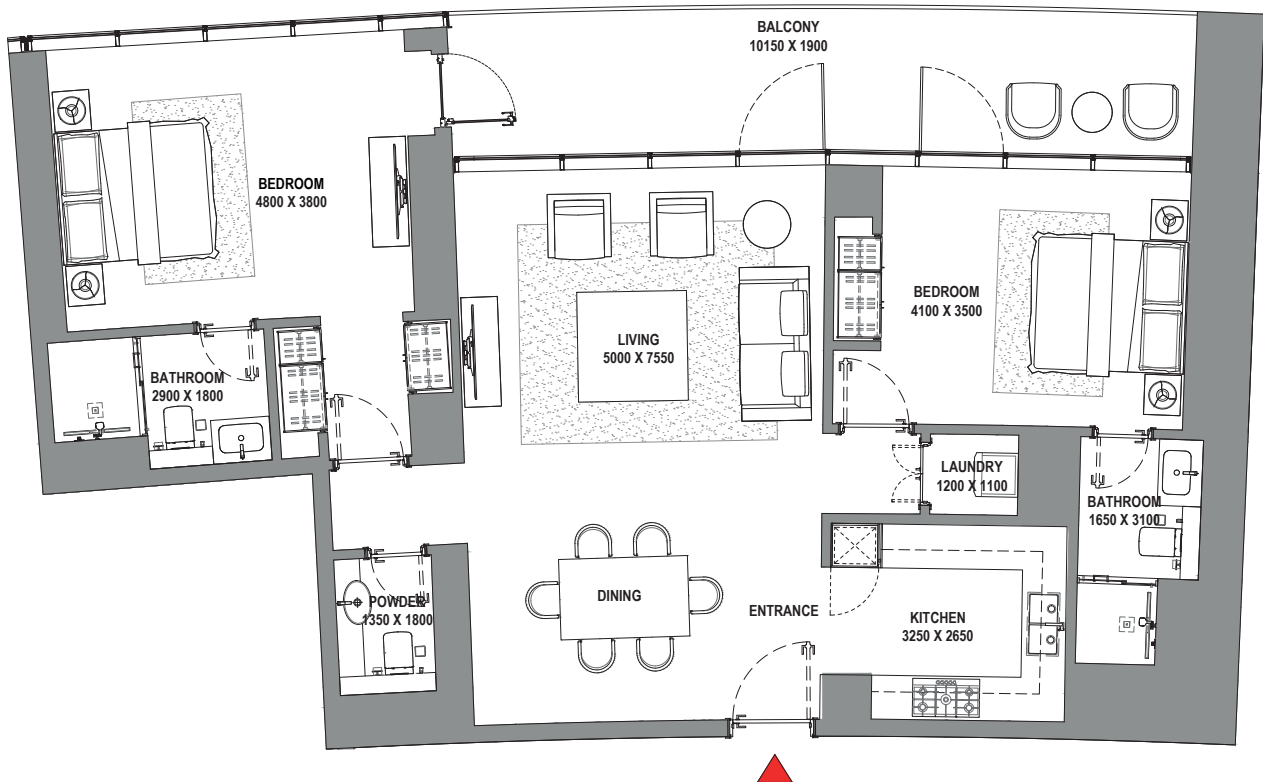 BALCONY
10150 X 1900
BEDROOM
4800 X 3800
BEDROOM
4100 X 3500
LIVING
5000 X 7550
BATHROOM
2900 X 1800
LAUNDRY
1200 X 1100
BATHROOM
1650 X 3100
DINING
ENTRANCE
POWDER
1350 X 1800
KITCHEN
3250 X 2650